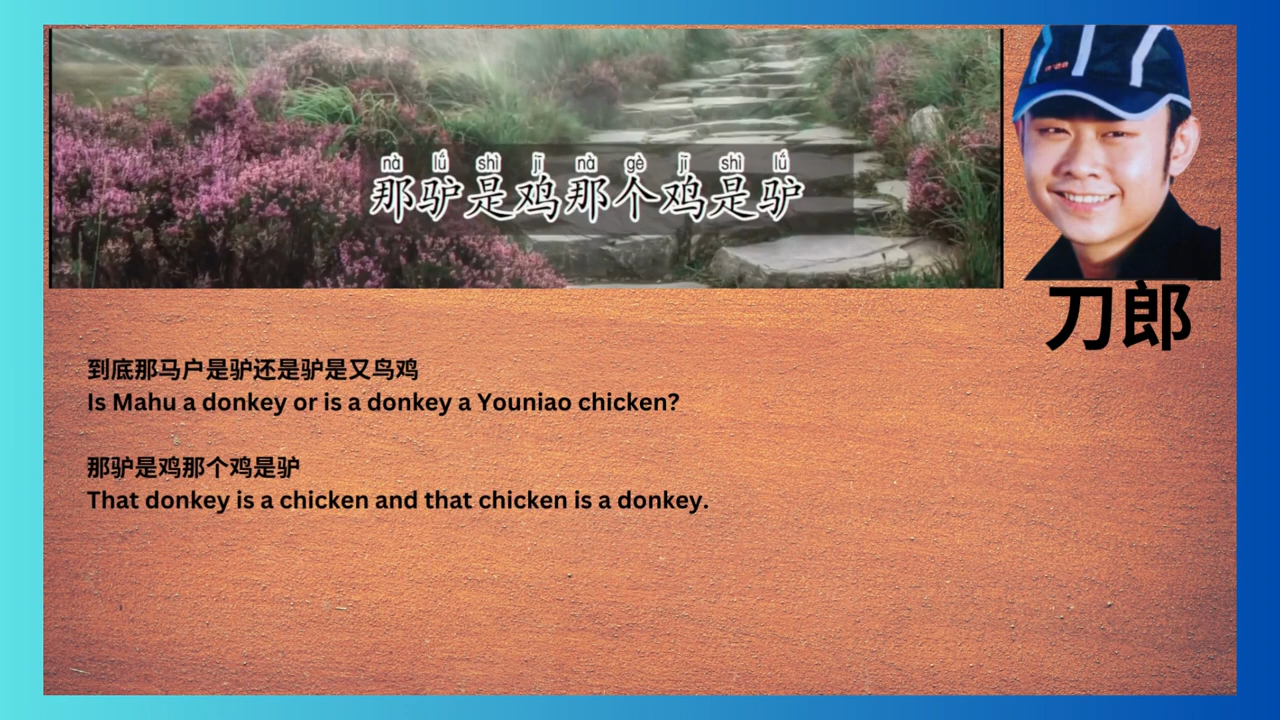 nà lǘ shì jī nà gè jī shì lǘ
那驴是鸡那个鸡是驴
刀郎
到底那马户是驴还是驴是又鸟鸡
Is Mahu a donkey or is a donkey a Youniao chicken?
那驴是鸡那个鸡是驴
That donkey is a chicken and that chicken is a donkey.